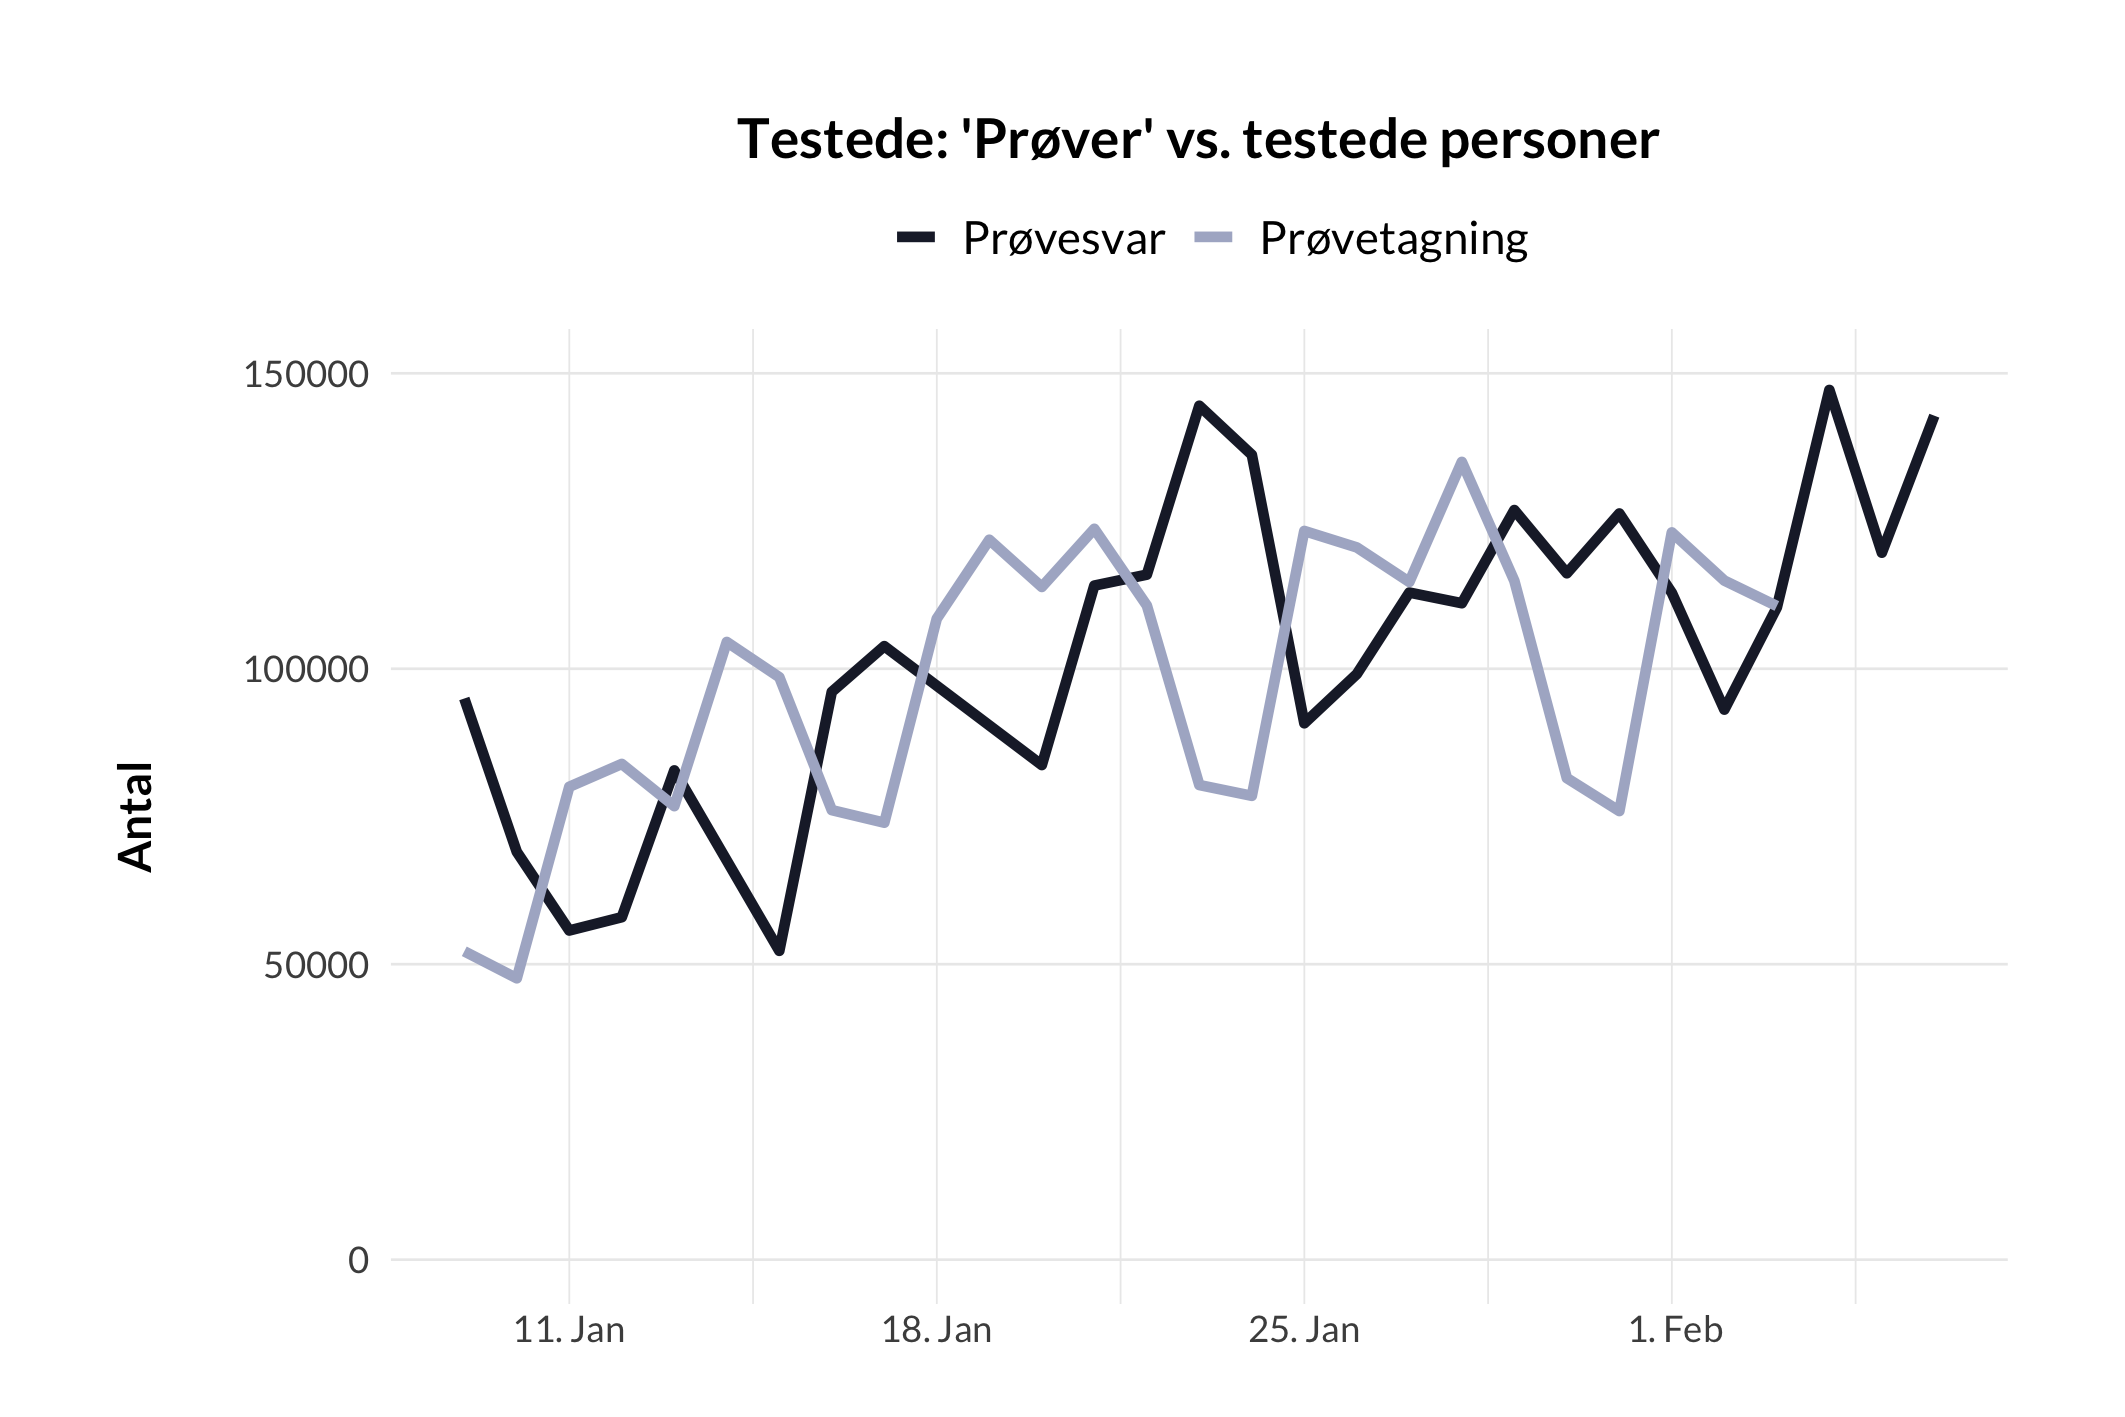 Testede: 'Prøver' vs. testede personer
Prøvesvar Prøvetagning
Antal
150000
100000
50000
0
11. Jan 18. Jan 25. Jan 1. Feb